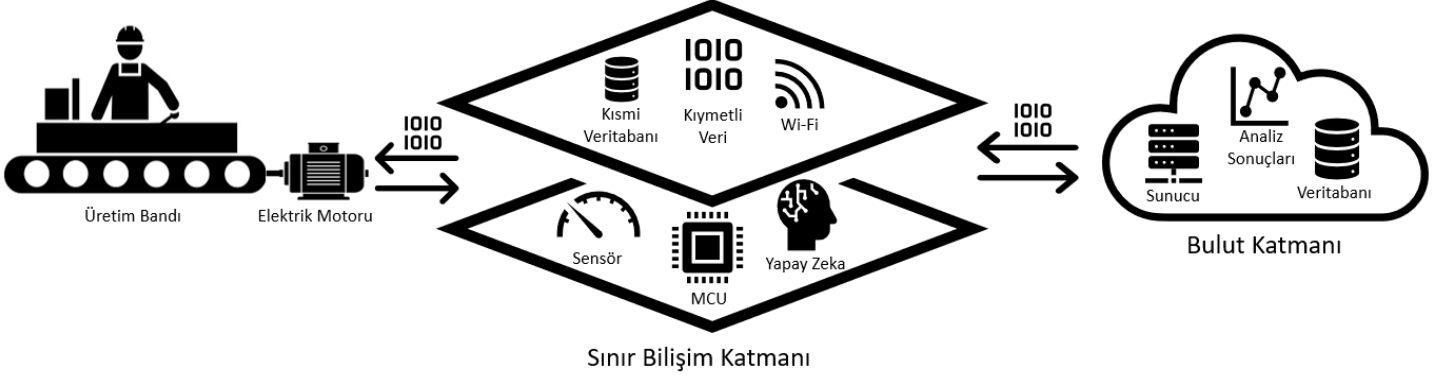 1010
1010
Üretim Bandı
Elektrik Motoru
1010
1010
Kısmi
Veritabanı
Kıymetli
Veri
Wi-Fi
Sensör
MCU
Yapay Zeka
Sınır Bilişim Katmanı
1010
1010
Sunucu
Analiz
Sonuçları
Veritabanı
Bulut Katmanı